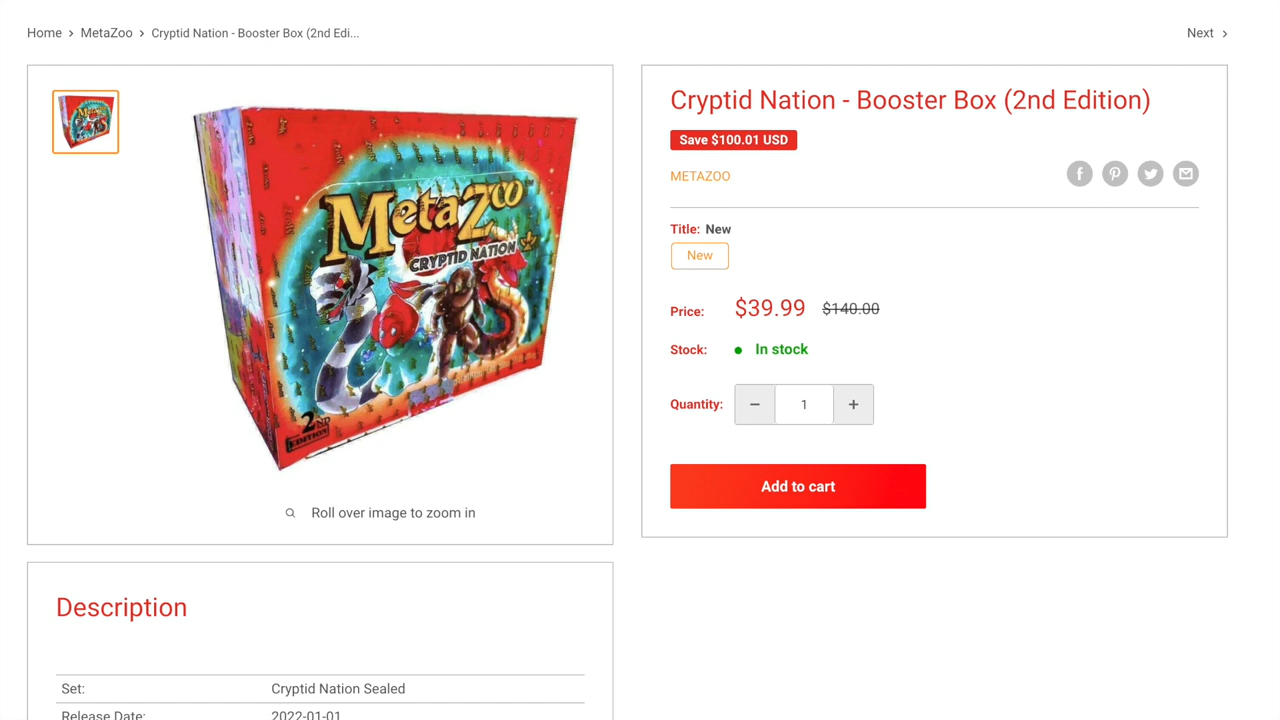 Home > MetaZoo > Cryptid Nation - Booster Box (2nd Edi...
Next >
MetaZoo
CRYPTID NATION
2ND
EDITION
Roll over image to zoom in
Cryptid Nation - Booster Box (2nd Edition)
Save $100.01 USD
METAZOO
Title: New
New
Price: $39.99 $140.00
Stock: In stock
Quantity: − 1 +
Add to cart
Description
Set: Cryptid Nation Sealed
Release Date: 2022-01-01